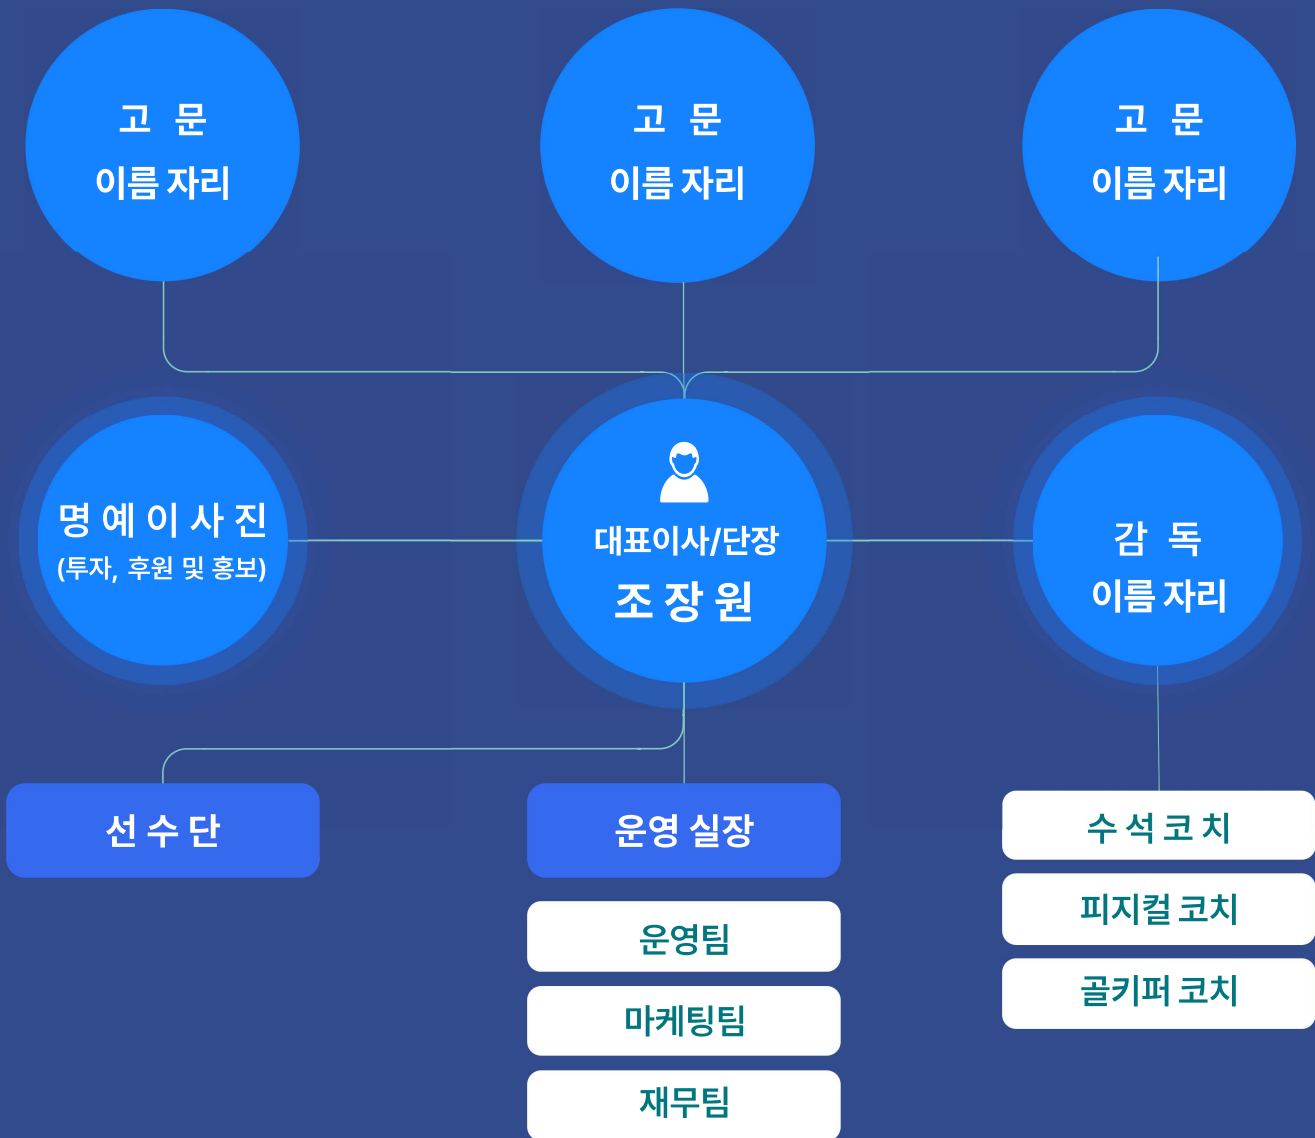 고 문
이름 자리
고 문
이름 자리
고 문
이름 자리
명 예 이 사 진
(투자, 후원 및 홍보)
대표이사/단장
조 장 원
감 독
이름 자리
선 수 단
운영 실장
운영팀
마케팅팀
재무팀
수 석 코 치
피지컬 코치
골키퍼 코치